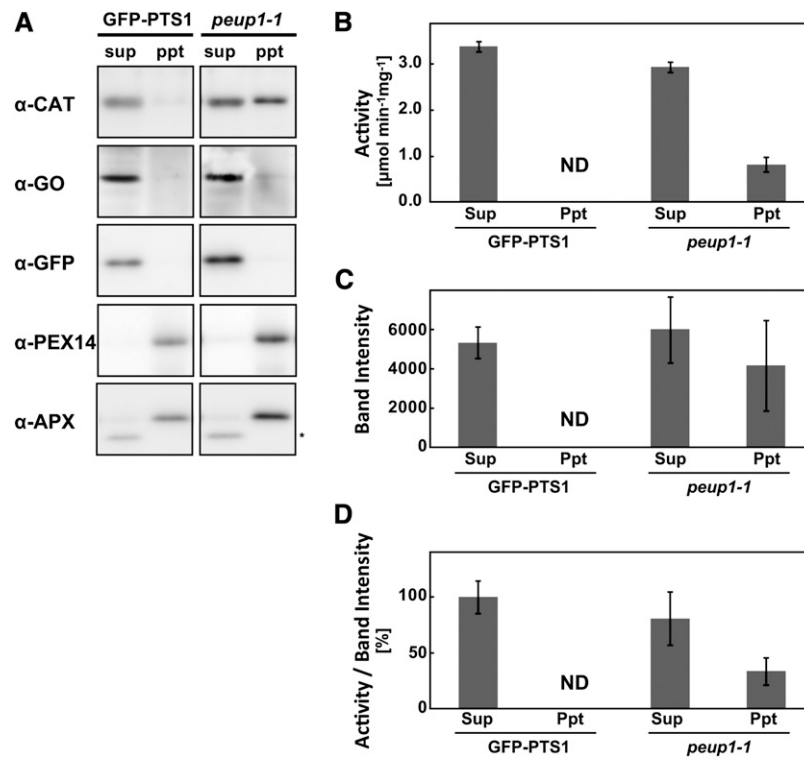 A
GFP-PTS1 peup1-1
sup ppt sup ppt
α-CAT
α-GO
α-GFP
α-PEX14
α-APX
*
B
Activity
[μmol min⁻¹mg⁻¹]
3.0
1.0
0.0
ND
Sup Ppt Sup Ppt
GFP-PTS1 peup1-1
C
Band Intensity
6000
4000
2000
0
ND
Sup Ppt Sup Ppt
GFP-PTS1 peup1-1
D
Activity / Band Intensity
[%]
100
50
0
ND
Sup Ppt Sup Ppt
GFP-PTS1 peup1-1